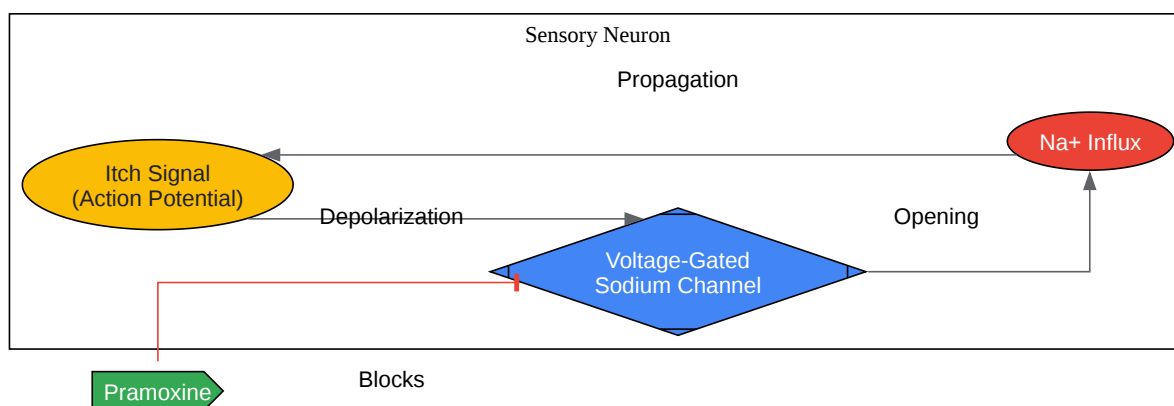 Sensory Neuron
Propagation
Na+ Influx
Itch Signal
(Action Potential)
Depolarization
Opening
Voltage-Gated
Sodium Channel
Blocks
Pramoxine